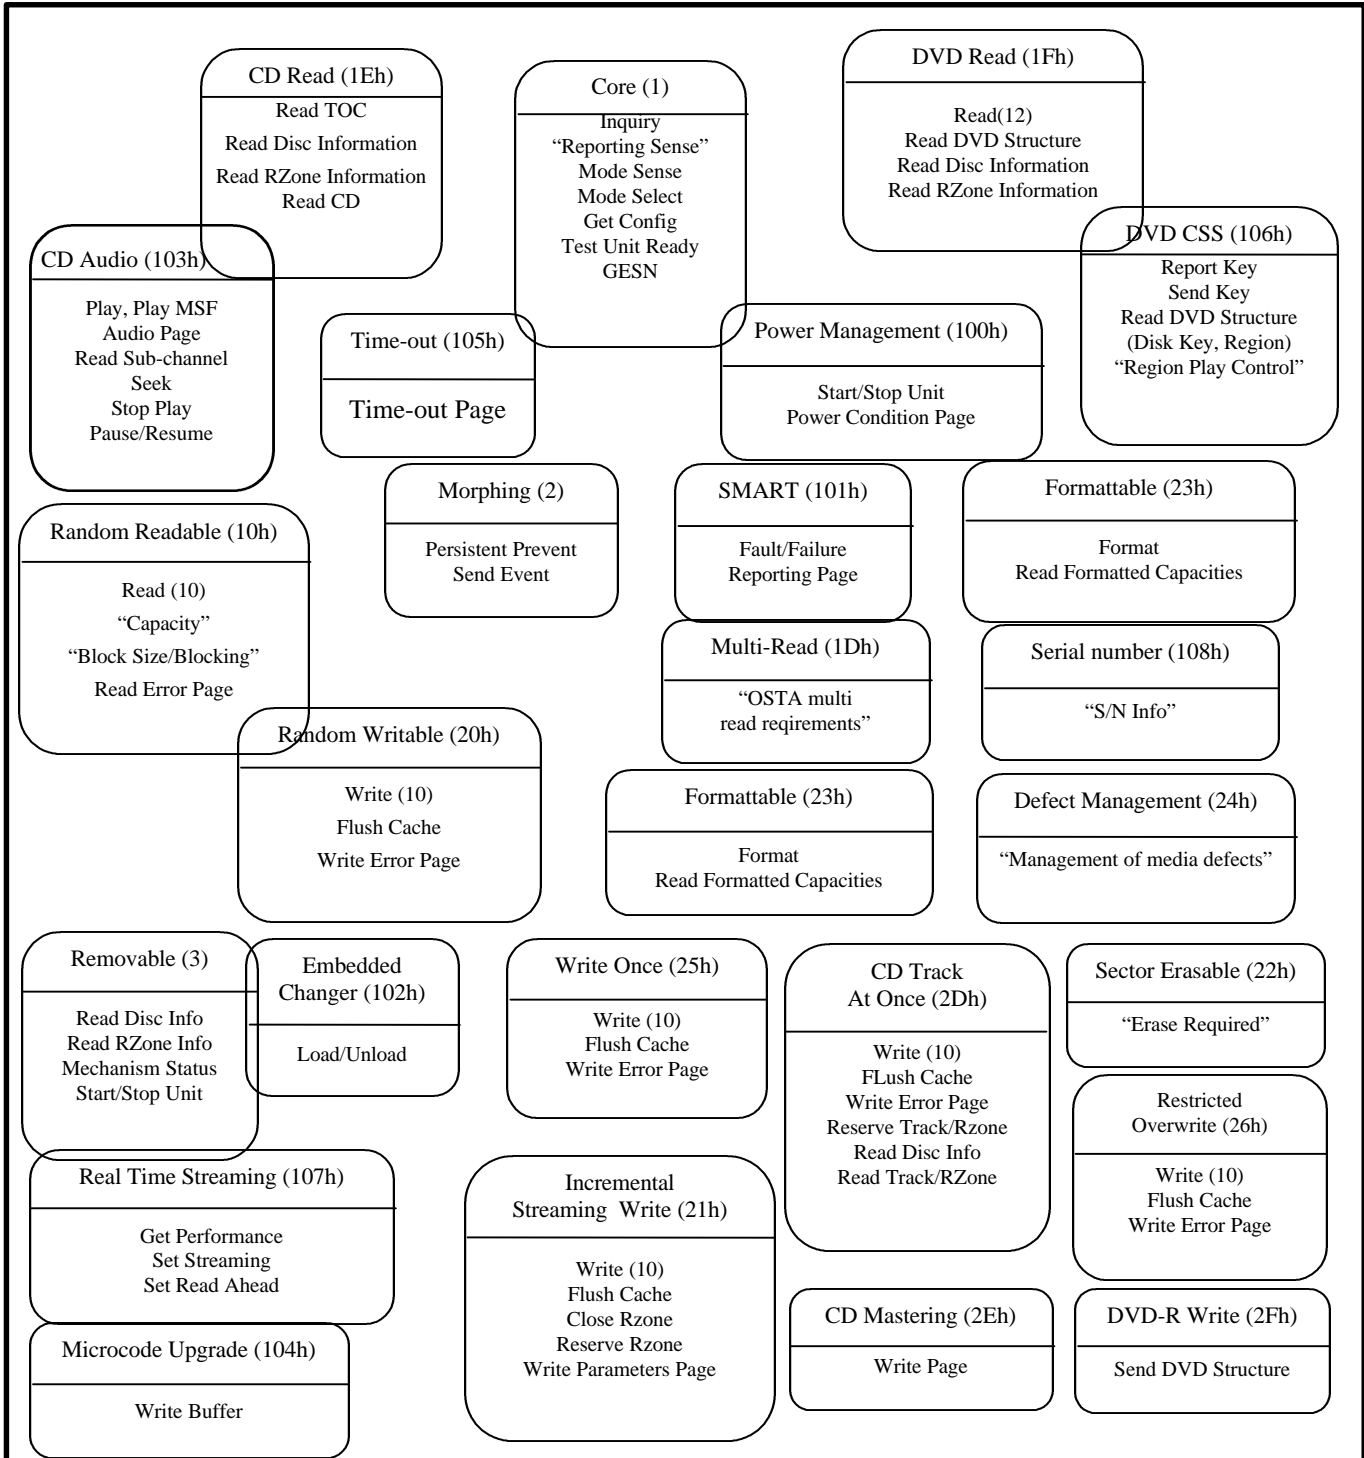 CD Read (1Eh)
Read TOC
Read Disc Information
Read RZone Information
Read CD
Core (1)
Inquiry
“Reporting Sense”
Mode Sense
Mode Select
Get Config
Test Unit Ready
GESN
DVD Read (1Fh)
Read(12)
Read DVD Structure
Read Disc Information
Read RZone Information
DVD CSS (106h)
Report Key
Send Key
Read DVD Structure
(Disk Key, Region)
“Region Play Control”
CD Audio (103h)
Play, Play MSF
Audio Page
Read Sub-channel
Seek
Stop Play
Pause/Resume
Time-out (105h)
Time-out Page
Power Management (100h)
Start/Stop Unit
Power Condition Page
Morphing (2)
Persistent Prevent
Send Event
SMART (101h)
Fault/Failure
Reporting Page
Formattable (23h)
Format
Read Formatted Capacities
Random Readable (10h)
Read (10)
“Capacity”
“Block Size/Blocking”
Read Error Page
Multi-Read (1Dh)
“OSTA multi
read reqirements”
Serial number (108h)
“S/N Info”
Random Writable (20h)
Write (10)
Flush Cache
Write Error Page
Formattable (23h)
Format
Read Formatted Capacities
Defect Management (24h)
“Management of media defects”
Removable (3)
Read Disc Info
Read RZone Info
Mechanism Status
Start/Stop Unit
Embedded
Changer (102h)
Load/Unload
Write Once (25h)
Write (10)
Flush Cache
Write Error Page
CD Track
At Once (2Dh)
Write (10)
FLush Cache
Write Error Page
Reserve Track/Rzone
Read Disc Info
Read Track/RZone
Sector Erasable (22h)
“Erase Required”
Restricted
Overwrite (26h)
Write (10)
Flush Cache
Write Error Page
Real Time Streaming (107h)
Get Performance
Set Streaming
Set Read Ahead
Incremental
Streaming Write (21h)
Write (10)
Flush Cache
Close Rzone
Reserve Rzone
Write Parameters Page
CD Mastering (2Eh)
Write Page
DVD-R Write (2Fh)
Send DVD Structure
Microcode Upgrade (104h)
Write Buffer